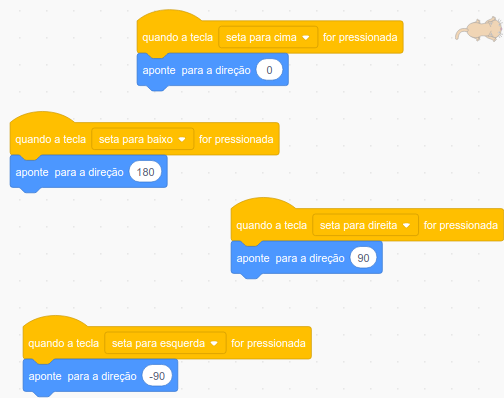 quando a tecla seta para cima for pressionada
aponte para a direção 0
quando a tecla seta para baixo for pressionada
aponte para a direção 180
quando a tecla seta para direita for pressionada
aponte para a direção 90
quando a tecla seta para esquerda for pressionada
aponte para a direção -90